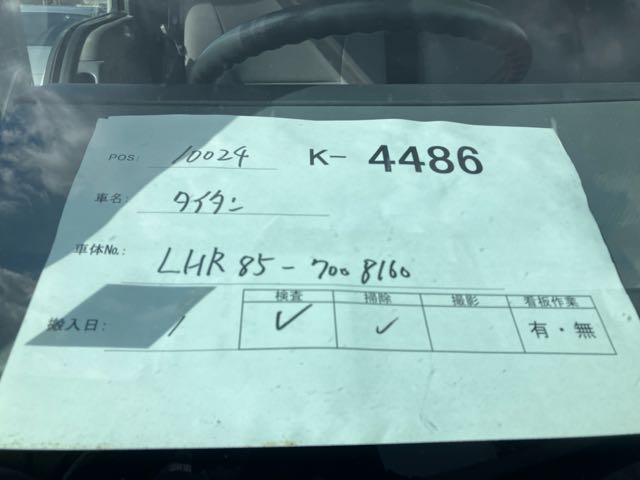 POS: 10024 K- 4486
車名: タイタン
車体No.: LHR85-7008160
検査 掃除 撮影 看板作業
搬入日: / ✓ ✓ 有・無